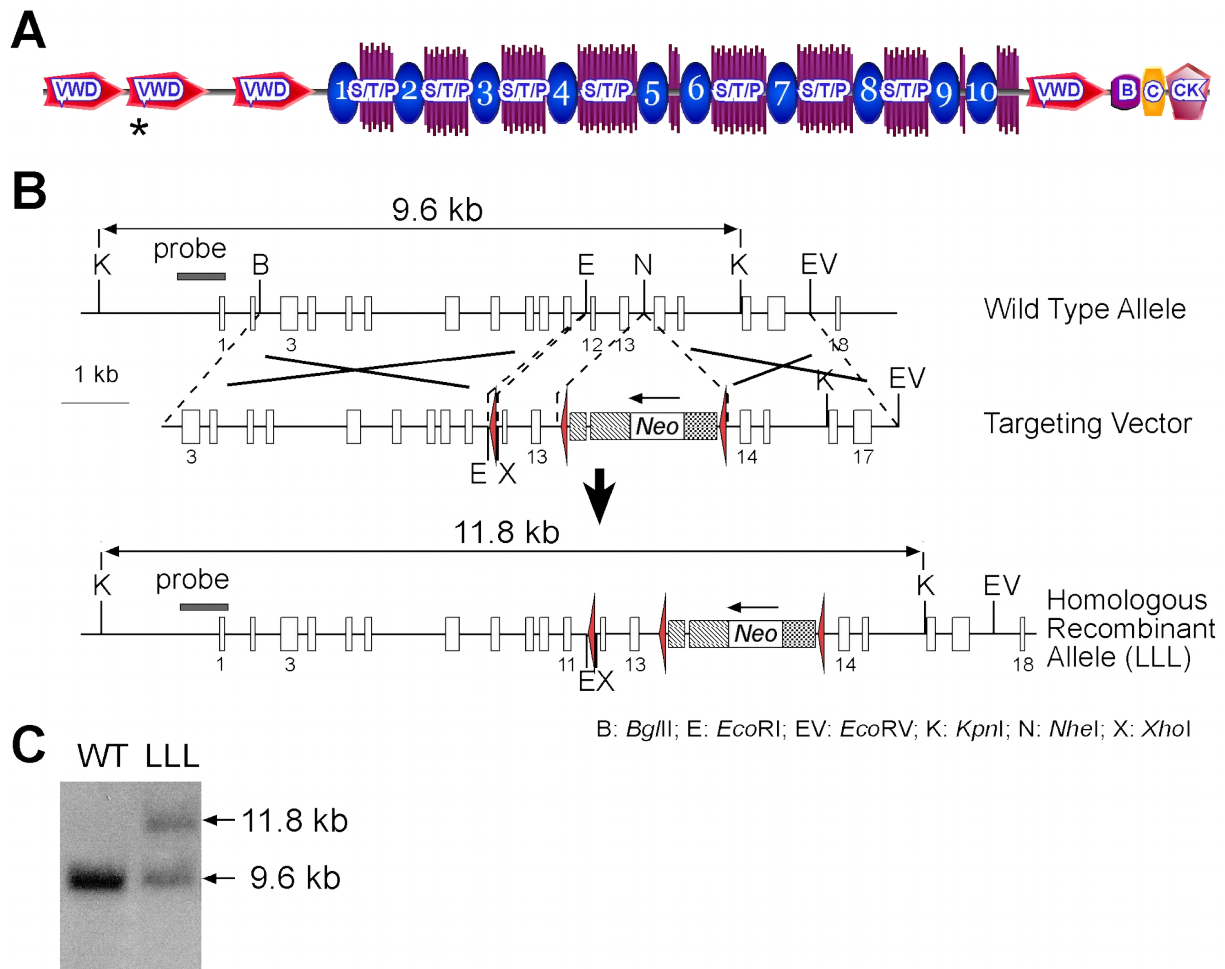 A
VWD VWD VWD 1 S/T/P 2 S/T/P 3 S/T/P 4 S/T/P 5 6 S/T/P 7 S/T/P 8 S/T/P 9 10 VWD B C CK
*
B
9.6 kb
probe
K B E N K EV
Wild Type Allele
1 3 12 13 18
1 kb
K EV
Neo
Targeting Vector
3 13 14 17
E X
11.8 kb
probe
K K EV
Neo
Homologous
Recombinant
Allele (LLL)
1 3 11 13 14 18
EX
B: BglII; E: EcoRI; EV: EcoRV; K: KpnI; N: NheI; X: XhoI
C
WT LLL
11.8 kb
9.6 kb